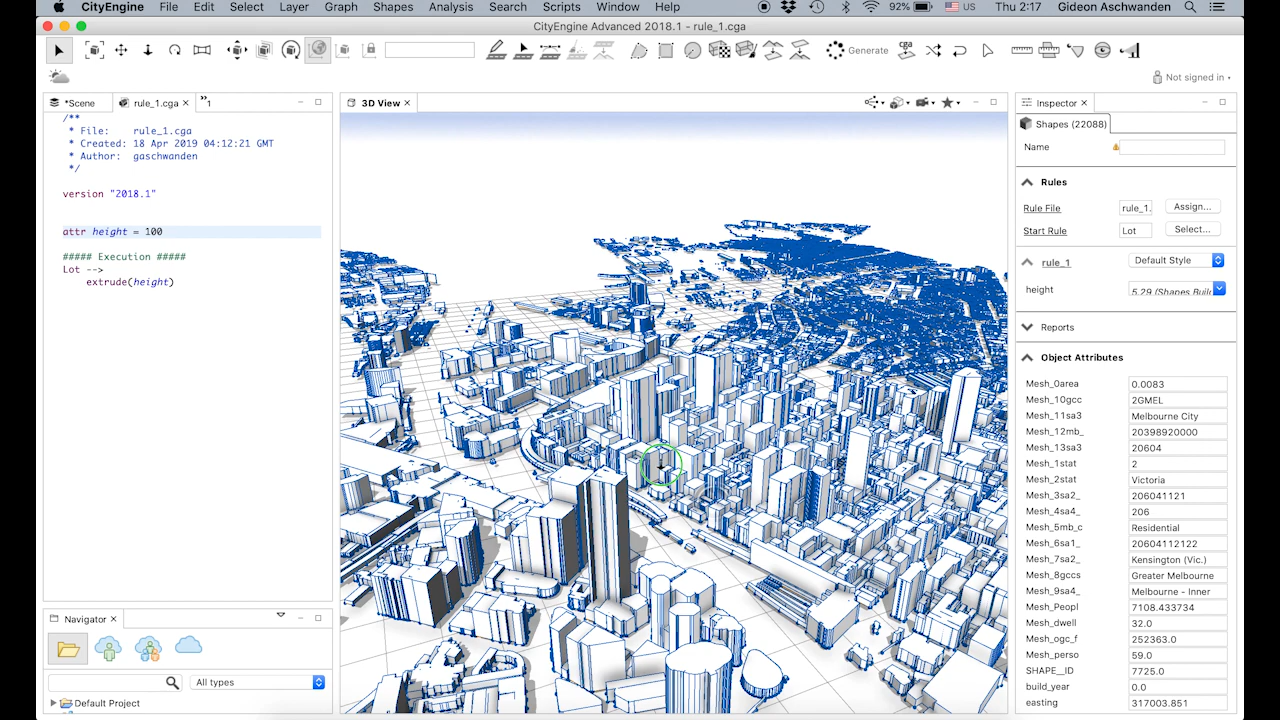 CityEngine File Edit Select Layer Graph Shapes Analysis Search Scripts Window Help 92% US Thu 2:17 Gideon Aschwanden
CityEngine Advanced 2018.1 - rule_1.cga
cga Generate
Not signed in
*Scene rule_1.cga 1
/**
* File: rule_1.cga
* Created: 18 Apr 2019 04:12:21 GMT
* Author: gaschwanden
*/
version "2018.1"
attr height = 100
##### Execution #####
Lot -->
extrude(height)
Navigator
All types
Default Project
3D View
Inspector
Shapes (22088)
Name
Rules
Rule File rule_1. Assign...
Start Rule Lot Select...
rule_1 Default Style
height 5.29 (Shapes Buil
Reports
Object Attributes
Mesh_0area 0.0083
Mesh_10gcc 2GMEL
Mesh_11sa3 Melbourne City
Mesh_12mb_ 20398920000
Mesh_13sa3 20604
Mesh_1stat 2
Mesh_2stat Victoria
Mesh_3sa2_ 206041121
Mesh_4sa4_ 206
Mesh_5mb_c Residential
Mesh_6sa1_ 20604112122
Mesh_7sa2_ Kensington (Vic.)
Mesh_8gccs Greater Melbourne
Mesh_9sa4_ Melbourne - Inner
Mesh_Peopl 7108.433734
Mesh_dwell 32.0
Mesh_ogc_f 252363.0
Mesh_perso 59.0
SHAPE__ID 7725.0
build_year 0.0
easting 317003.851